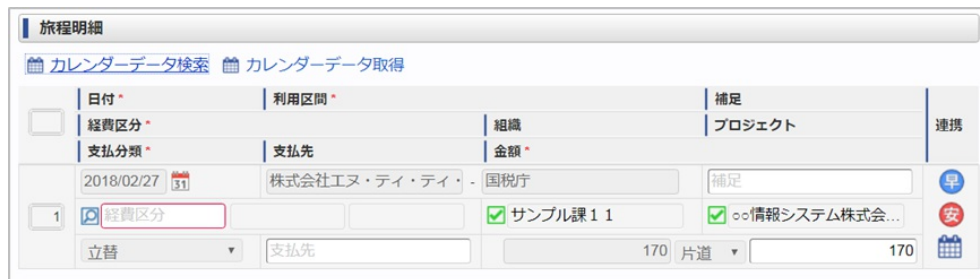 旅程明細
カレンダーデータ検索 カレンダーデータ取得
日付* 利用区間* 補足
経費区分* 組織 プロジェクト 連携
支払分類* 支払先 金額*
2018/02/27 31 株式会社エヌ・ティ・ティ・ - 国税庁 補足 早
1 経費区分 サンプル課11 ○○情報システム株式会... 安
立替 支払先 170 片道 170